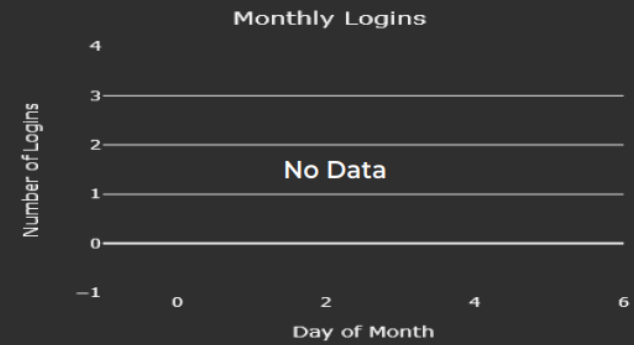 Monthly Logins
4
3
2
1
0
−1
Number of Logins
No Data
0 2 4 6
Day of Month